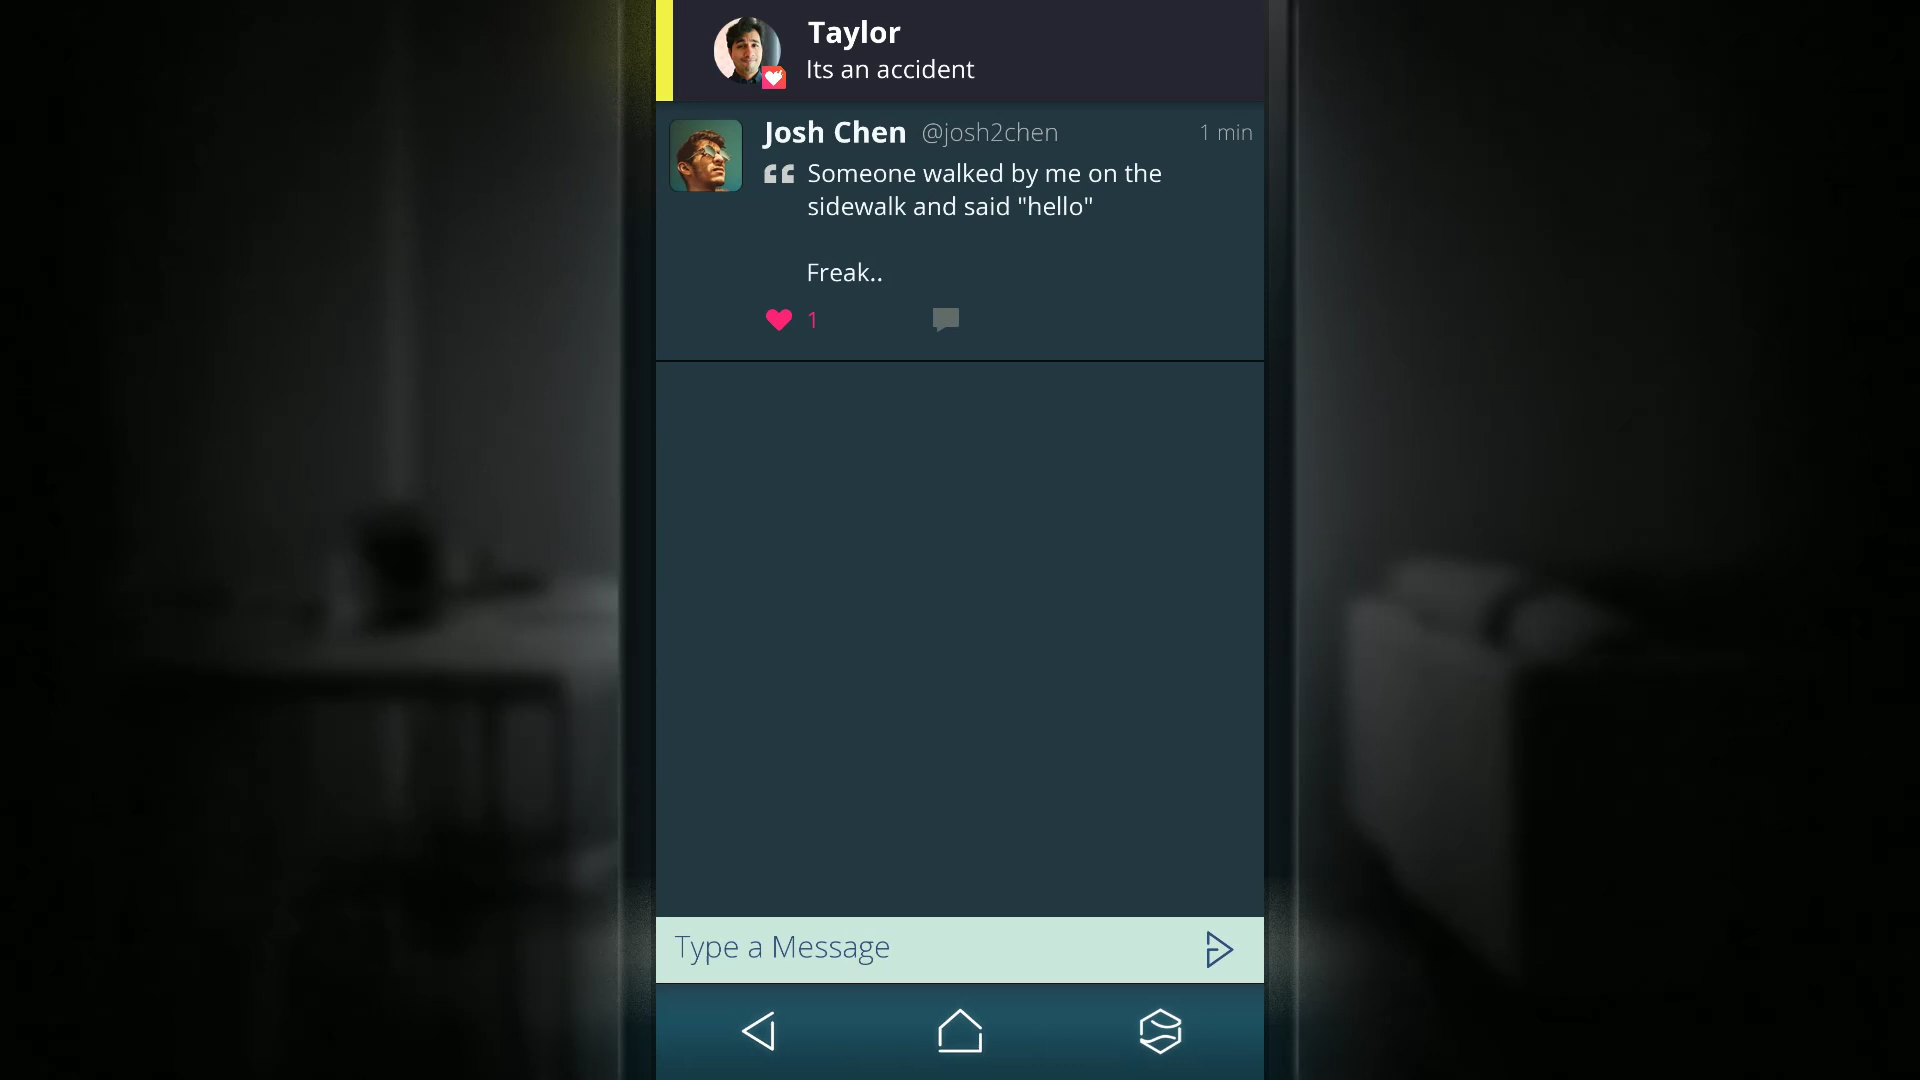 Taylor
Its an accident
Josh Chen @josh2chen 1 min
Someone walked by me on the
sidewalk and said "hello"
Freak..
1
Type a Message